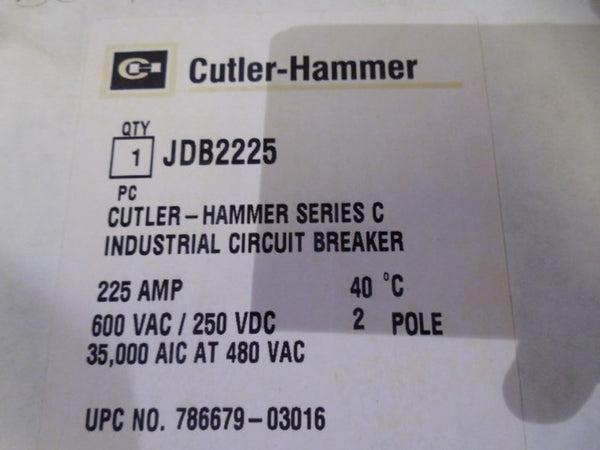 Cutler-Hammer
QTY
1 JDB2225
PC
CUTLER-HAMMER SERIES C
INDUSTRIAL CIRCUIT BREAKER
225 AMP 40 °C
600 VAC / 250 VDC 2 POLE
35,000 AIC AT 480 VAC
UPC NO. 786679-03016